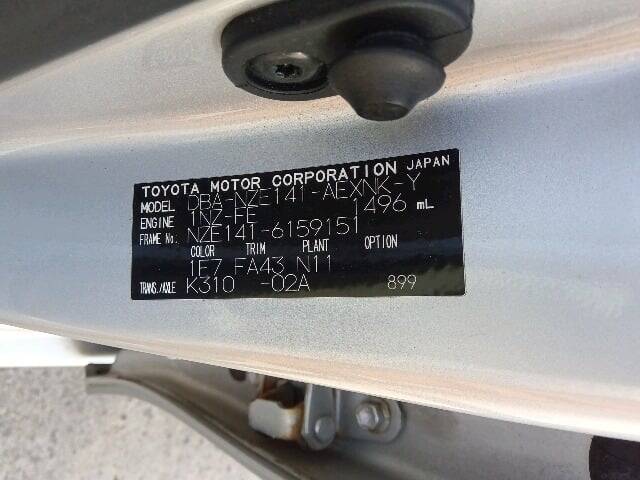 TOYOTA MOTOR CORPORATION JAPAN
MODEL DBA-NZE141-AEXNK-Y
ENGINE 1NZ-FE 1496 mL
FRAME No. NZE141-6159151
COLOR TRIM PLANT OPTION
1E7 FA43 N11
TRANS./AXLE K310 -02A 899